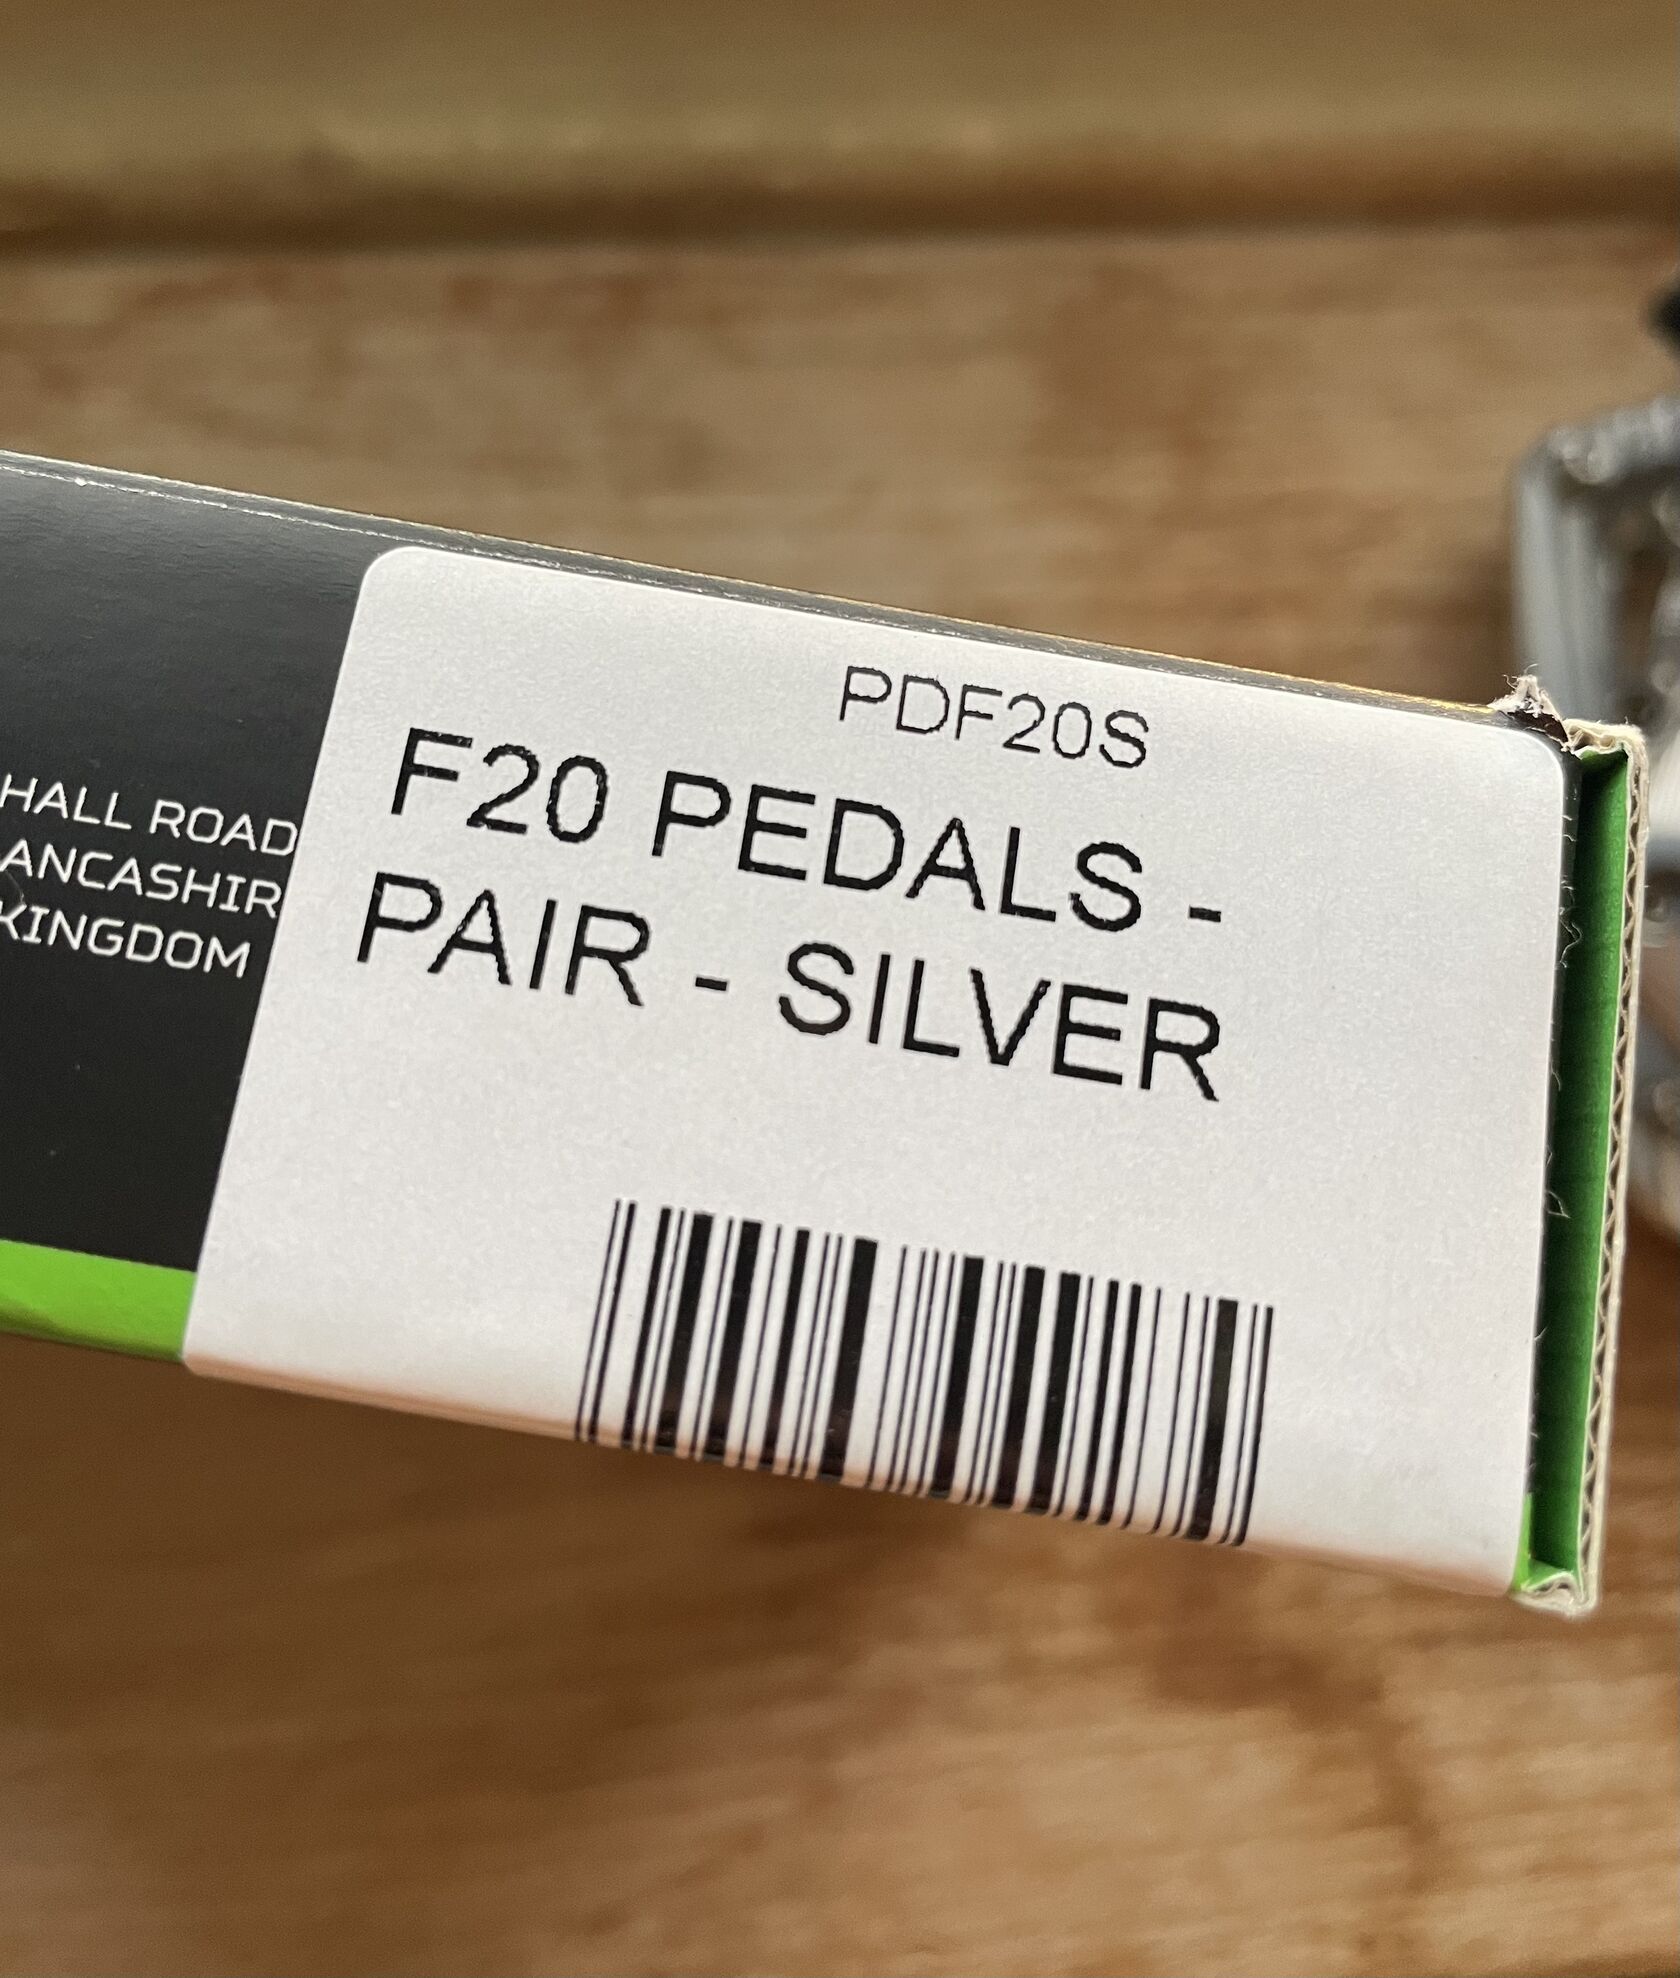 HALL ROAD
ANCASHIR
KINGDOM
PDF20S
F20 PEDALS -
PAIR - SILVER